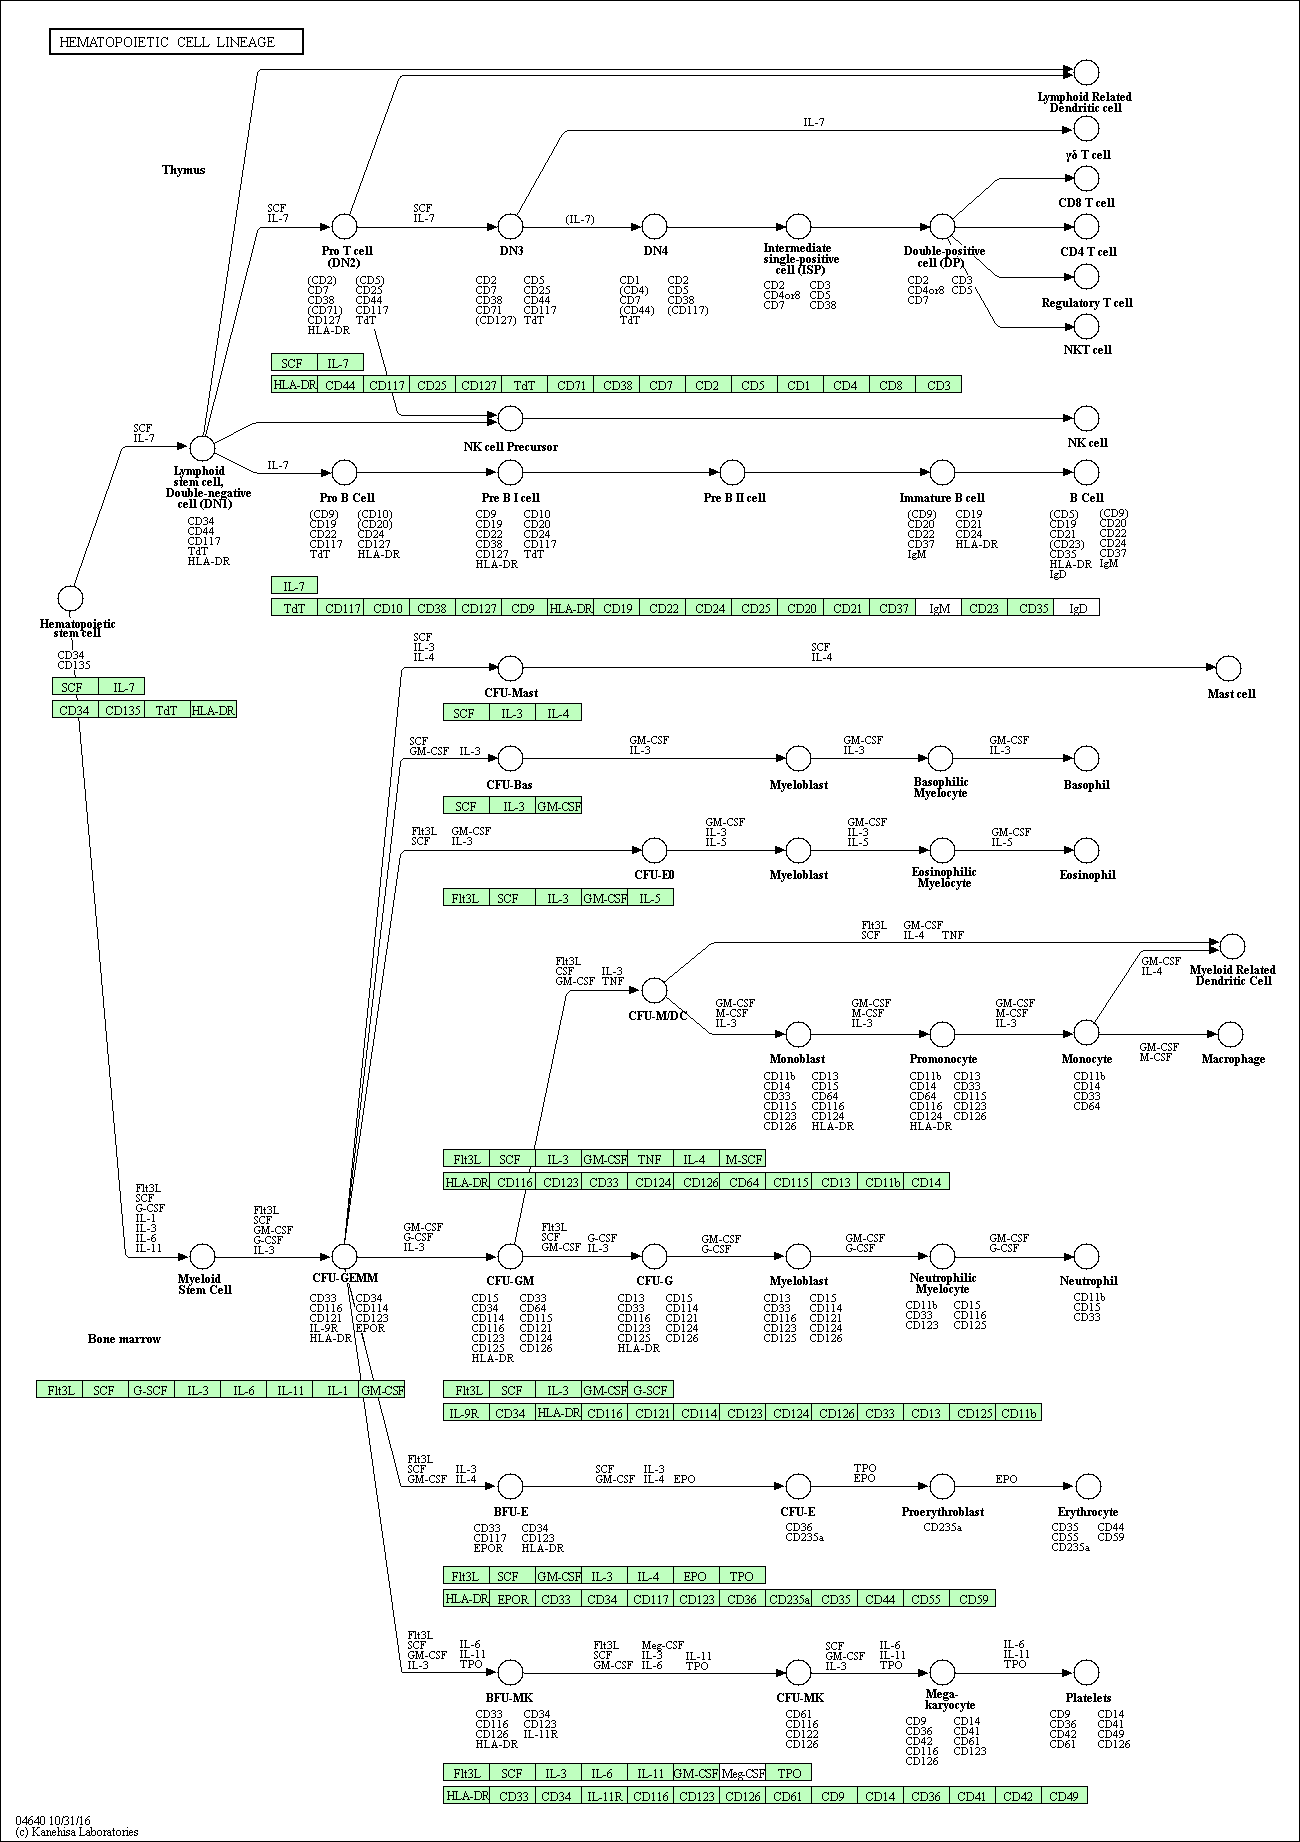 HEMATOPOIETIC CELL LINEAGE
Lymphoid Related
Dendritic cell
IL-7
γδ T cell
Thymus
CD8 T cell
SCF
IL-7
SCF
IL-7
(IL-7)
Pro T cell
(DN2)
DN3
DN4
Intermediate
single-positive
cell (ISP)
Double-positive
cell (DP)
CD4 T cell
Regulatory T cell
NKT cell
(CD2) (CD5)
CD7 CD25
CD38 CD44
(CD71) CD117
CD127 TdT
HLA-DR
CD2 CD5
CD7 CD25
CD38 CD44
CD71 CD117
(CD127) TdT
CD1 CD2
(CD4) CD5
CD7 CD38
(CD44) (CD117)
TdT
CD2 CD3
CD4or8 CD5
CD7 CD38
CD2 CD3
CD4or8 CD5
CD7
SCF IL-7
HLA-DR CD44 CD117 CD25 CD127 TdT CD71 CD38 CD7 CD2 CD5 CD1 CD4 CD8 CD3
SCF
IL-7
NK cell Precursor
NK cell
Lymphoid
stem cell,
Double-negative
cell (DN1)
IL-7
CD34
CD44
CD117
TdT
HLA-DR
Pro B Cell
Pre B I cell
Pre B II cell
Immature B cell
B Cell
(CD9) (CD10)
CD19 (CD20)
CD22 CD24
CD117 CD127
TdT HLA-DR
CD9 CD10
CD19 CD20
CD22 CD24
CD38 CD117
CD127 TdT
HLA-DR
(CD9) CD19
CD20 CD21
CD22 CD24
CD37 HLA-DR
IgM
(CD5) (CD9)
CD19 CD20
CD21 CD22
(CD23) CD24
CD35 CD37
HLA-DR IgM
IgD
IL-7
TdT CD117 CD10 CD38 CD127 CD9 HLA-DR CD19 CD22 CD24 CD25 CD20 CD21 CD37 IgM CD23 CD35 IgD
Hematopoietic
stem cell
CD34
CD135
SCF IL-7
CD34 CD135 TdT HLA-DR
SCF
IL-3
IL-4
SCF
IL-4
CFU-Mast
Mast cell
SCF IL-3 IL-4
SCF
GM-CSF IL-3
GM-CSF
IL-3
GM-CSF
IL-3
GM-CSF
IL-3
CFU-Bas
Myeloblast
Basophilic
Myelocyte
Basophil
SCF IL-3 GM-CSF
Flt3L GM-CSF
SCF IL-3
GM-CSF
IL-3
IL-5
GM-CSF
IL-3
IL-5
GM-CSF
IL-5
CFU-E0
Myeloblast
Eosinophilic
Myelocyte
Eosinophil
Flt3L SCF IL-3 GM-CSF IL-5
Flt3L GM-CSF
SCF IL-4 TNF
Flt3L
CSF IL-3
GM-CSF TNF
CFU-M/DC
GM-CSF
IL-4
Myeloid Related
Dendritic Cell
GM-CSF
M-CSF
IL-3
GM-CSF
M-CSF
IL-3
GM-CSF
M-CSF
IL-3
GM-CSF
M-CSF
Monoblast
Promonocyte
Monocyte
Macrophage
CD11b CD13
CD14 CD15
CD33 CD64
CD115 CD116
CD123 CD124
CD126 HLA-DR
CD11b CD13
CD14 CD33
CD64 CD115
CD116 CD123
CD124 CD126
HLA-DR
CD11b
CD14
CD33
CD64
Flt3L SCF IL-3 GM-CSF TNF IL-4 M-SCF
HLA-DR CD116 CD123 CD33 CD124 CD126 CD64 CD115 CD13 CD11b CD14
Flt3L
SCF
G-CSF
IL-1
IL-3
IL-6
IL-11
Flt3L
SCF
GM-CSF
G-CSF
IL-3
GM-CSF
G-CSF
IL-3
Flt3L
SCF G-CSF
GM-CSF IL-3
GM-CSF
G-CSF
GM-CSF
G-CSF
GM-CSF
G-CSF
Myeloid
Stem Cell
CFU-GEMM
CFU-GM
CFU-G
Myeloblast
Neutrophilic
Myelocyte
Neutrophil
CD33 CD34
CD116 CD114
CD121 CD123
IL-9R EPOR
HLA-DR
CD15 CD33
CD34 CD64
CD114 CD115
CD116 CD121
CD123 CD124
CD125 CD126
HLA-DR
CD13 CD15
CD33 CD114
CD116 CD121
CD123 CD124
CD125 CD126
HLA-DR
CD13 CD15
CD33 CD114
CD116 CD121
CD123 CD124
CD125 CD126
CD11b CD15
CD33 CD116
CD123 CD125
CD11b
CD15
CD33
Bone marrow
Flt3L SCF G-SCF IL-3 IL-6 IL-11 IL-1 GM-CSF
Flt3L SCF IL-3 GM-CSF G-SCF
IL-9R CD34 HLA-DR CD116 CD121 CD114 CD123 CD124 CD126 CD33 CD13 CD125 CD11b
Flt3L
SCF IL-3
GM-CSF IL-4
SCF IL-3
GM-CSF IL-4 EPO
TPO
EPO
EPO
BFU-E
CFU-E
Proerythroblast
Erythrocyte
CD33 CD34
CD117 CD123
EPOR HLA-DR
CD36
CD235a
CD235a
CD35 CD44
CD55 CD59
CD235a
Flt3L SCF GM-CSF IL-3 IL-4 EPO TPO
HLA-DR EPOR CD33 CD34 CD117 CD123 CD36 CD235a CD35 CD44 CD55 CD59
Flt3L
SCF IL-6
GM-CSF IL-11
IL-3 TPO
Flt3L Meg-CSF
SCF IL-3 IL-11
GM-CSF IL-6 TPO
SCF IL-6
GM-CSF IL-11
IL-3 TPO
IL-6
IL-11
TPO
BFU-MK
CFU-MK
Mega-
karyocyte
Platelets
CD33 CD34
CD116 CD123
CD126 IL-11R
HLA-DR
CD61
CD116
CD122
CD126
CD9 CD14
CD36 CD41
CD42 CD61
CD116 CD123
CD126
CD9 CD14
CD36 CD41
CD42 CD49
CD61 CD126
Flt3L SCF IL-3 IL-6 IL-11 GM-CSF Meg-CSF TPO
HLA-DR CD33 CD34 IL-11R CD116 CD123 CD126 CD61 CD9 CD14 CD36 CD41 CD42 CD49
04640 10/31/16
(c) Kanehisa Laboratories